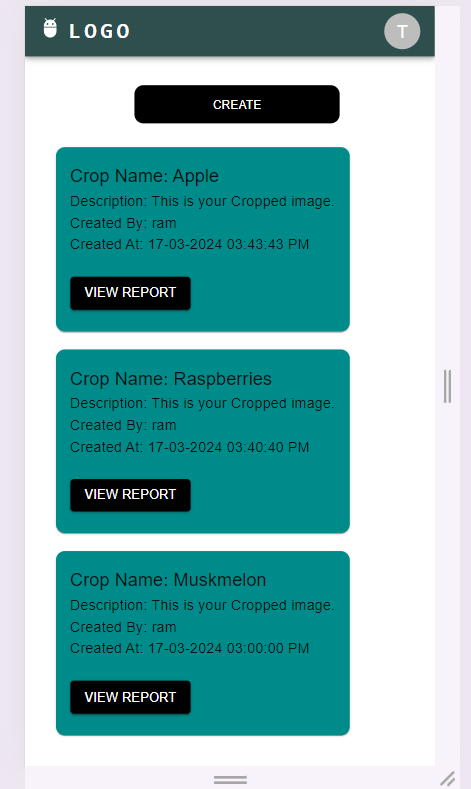 LOGO
T
CREATE
Crop Name: Apple
Description: This is your Cropped image.
Created By: ram
Created At: 17-03-2024 03:43:43 PM
VIEW REPORT
Crop Name: Raspberries
Description: This is your Cropped image.
Created By: ram
Created At: 17-03-2024 03:40:40 PM
VIEW REPORT
Crop Name: Muskmelon
Description: This is your Cropped image.
Created By: ram
Created At: 17-03-2024 03:00:00 PM
VIEW REPORT